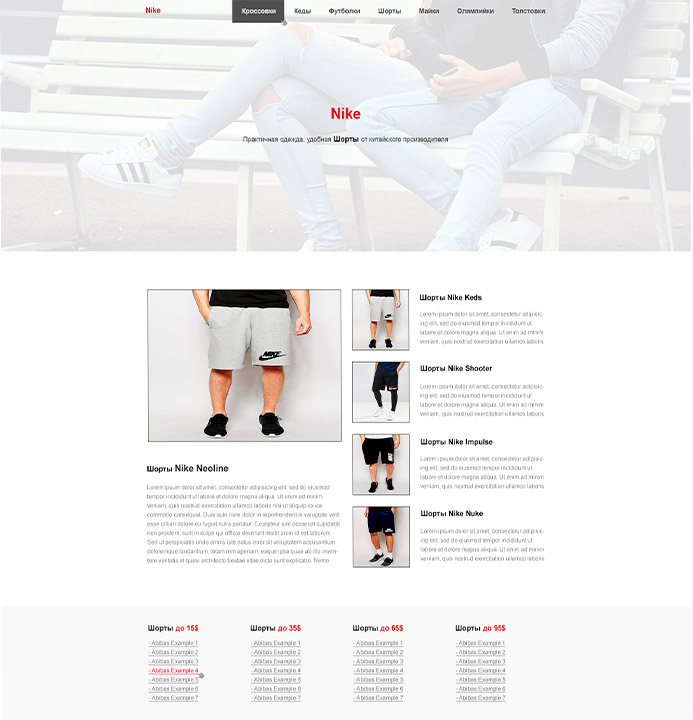 Nike
Кроссовки Кеды Футболки Шорты Майки Олимпийки Толстовки
Nike
Практичная одежда, удобная Шорты от китайского производителя
Шорты Nike Neoline
Lorem ipsum dolor sit amet, consectetur adipisicing elit, sed do eiusmod
tempor incididunt ut labore et dolore magna aliqua. Ut enim ad minim
veniam, quis nostrud exercitation ullamco laboris nisi ut aliquip ex ea
commodo consequat. Duis aute irure dolor in reprehenderit in voluptate velit
esse cillum dolore eu fugiat nulla pariatur. Excepteur sint occaecat cupidatat
non proident, sunt in culpa qui officia deserunt mollit anim id est laborum.
Sed ut perspiciatis unde omnis iste natus error sit voluptatem accusantium
doloremque laudantium, totam rem aperiam, eaque ipsa quae ab illo inven-
tore veritatis et quasi architecto beatae vitae dicta sunt explicabo. Nemo
Шорты Nike Keds
Lorem ipsum dolor sit amet, consectetur adipisic-
ing elit, sed do eiusmod tempor incididunt ut
labore et dolore magna aliqua. Ut enim ad minim
veniam, quis nostrud exercitation ullamco laboris
Шорты Nike Shooter
Lorem ipsum dolor sit amet, consectetur adipisic-
ing elit, sed do eiusmod tempor incididunt ut
labore et dolore magna aliqua. Ut enim ad minim
veniam, quis nostrud exercitation ullamco laboris
Шорты Nike Impulse
Lorem ipsum dolor sit amet, consectetur adipisic-
ing elit, sed do eiusmod tempor incididunt ut
labore et dolore magna aliqua. Ut enim ad minim
veniam, quis nostrud exercitation ullamco laboris
Шорты Nike Nuke
Lorem ipsum dolor sit amet, consectetur adipisic-
ing elit, sed do eiusmod tempor incididunt ut
labore et dolore magna aliqua. Ut enim ad minim
veniam, quis nostrud exercitation ullamco laboris
Шорты до 15$
- Abibas Example 1
- Abibas Example 2
- Abibas Example 3
- Abibas Example 4
- Abibas Example 5
- Abibas Example 6
- Abibas Example 7
Шорты до 35$
- Abibas Example 1
- Abibas Example 2
- Abibas Example 3
- Abibas Example 4
- Abibas Example 5
- Abibas Example 6
- Abibas Example 7
Шорты до 65$
- Abibas Example 1
- Abibas Example 2
- Abibas Example 3
- Abibas Example 4
- Abibas Example 5
- Abibas Example 6
- Abibas Example 7
Шорты до 95$
- Abibas Example 1
- Abibas Example 2
- Abibas Example 3
- Abibas Example 4
- Abibas Example 5
- Abibas Example 6
- Abibas Example 7